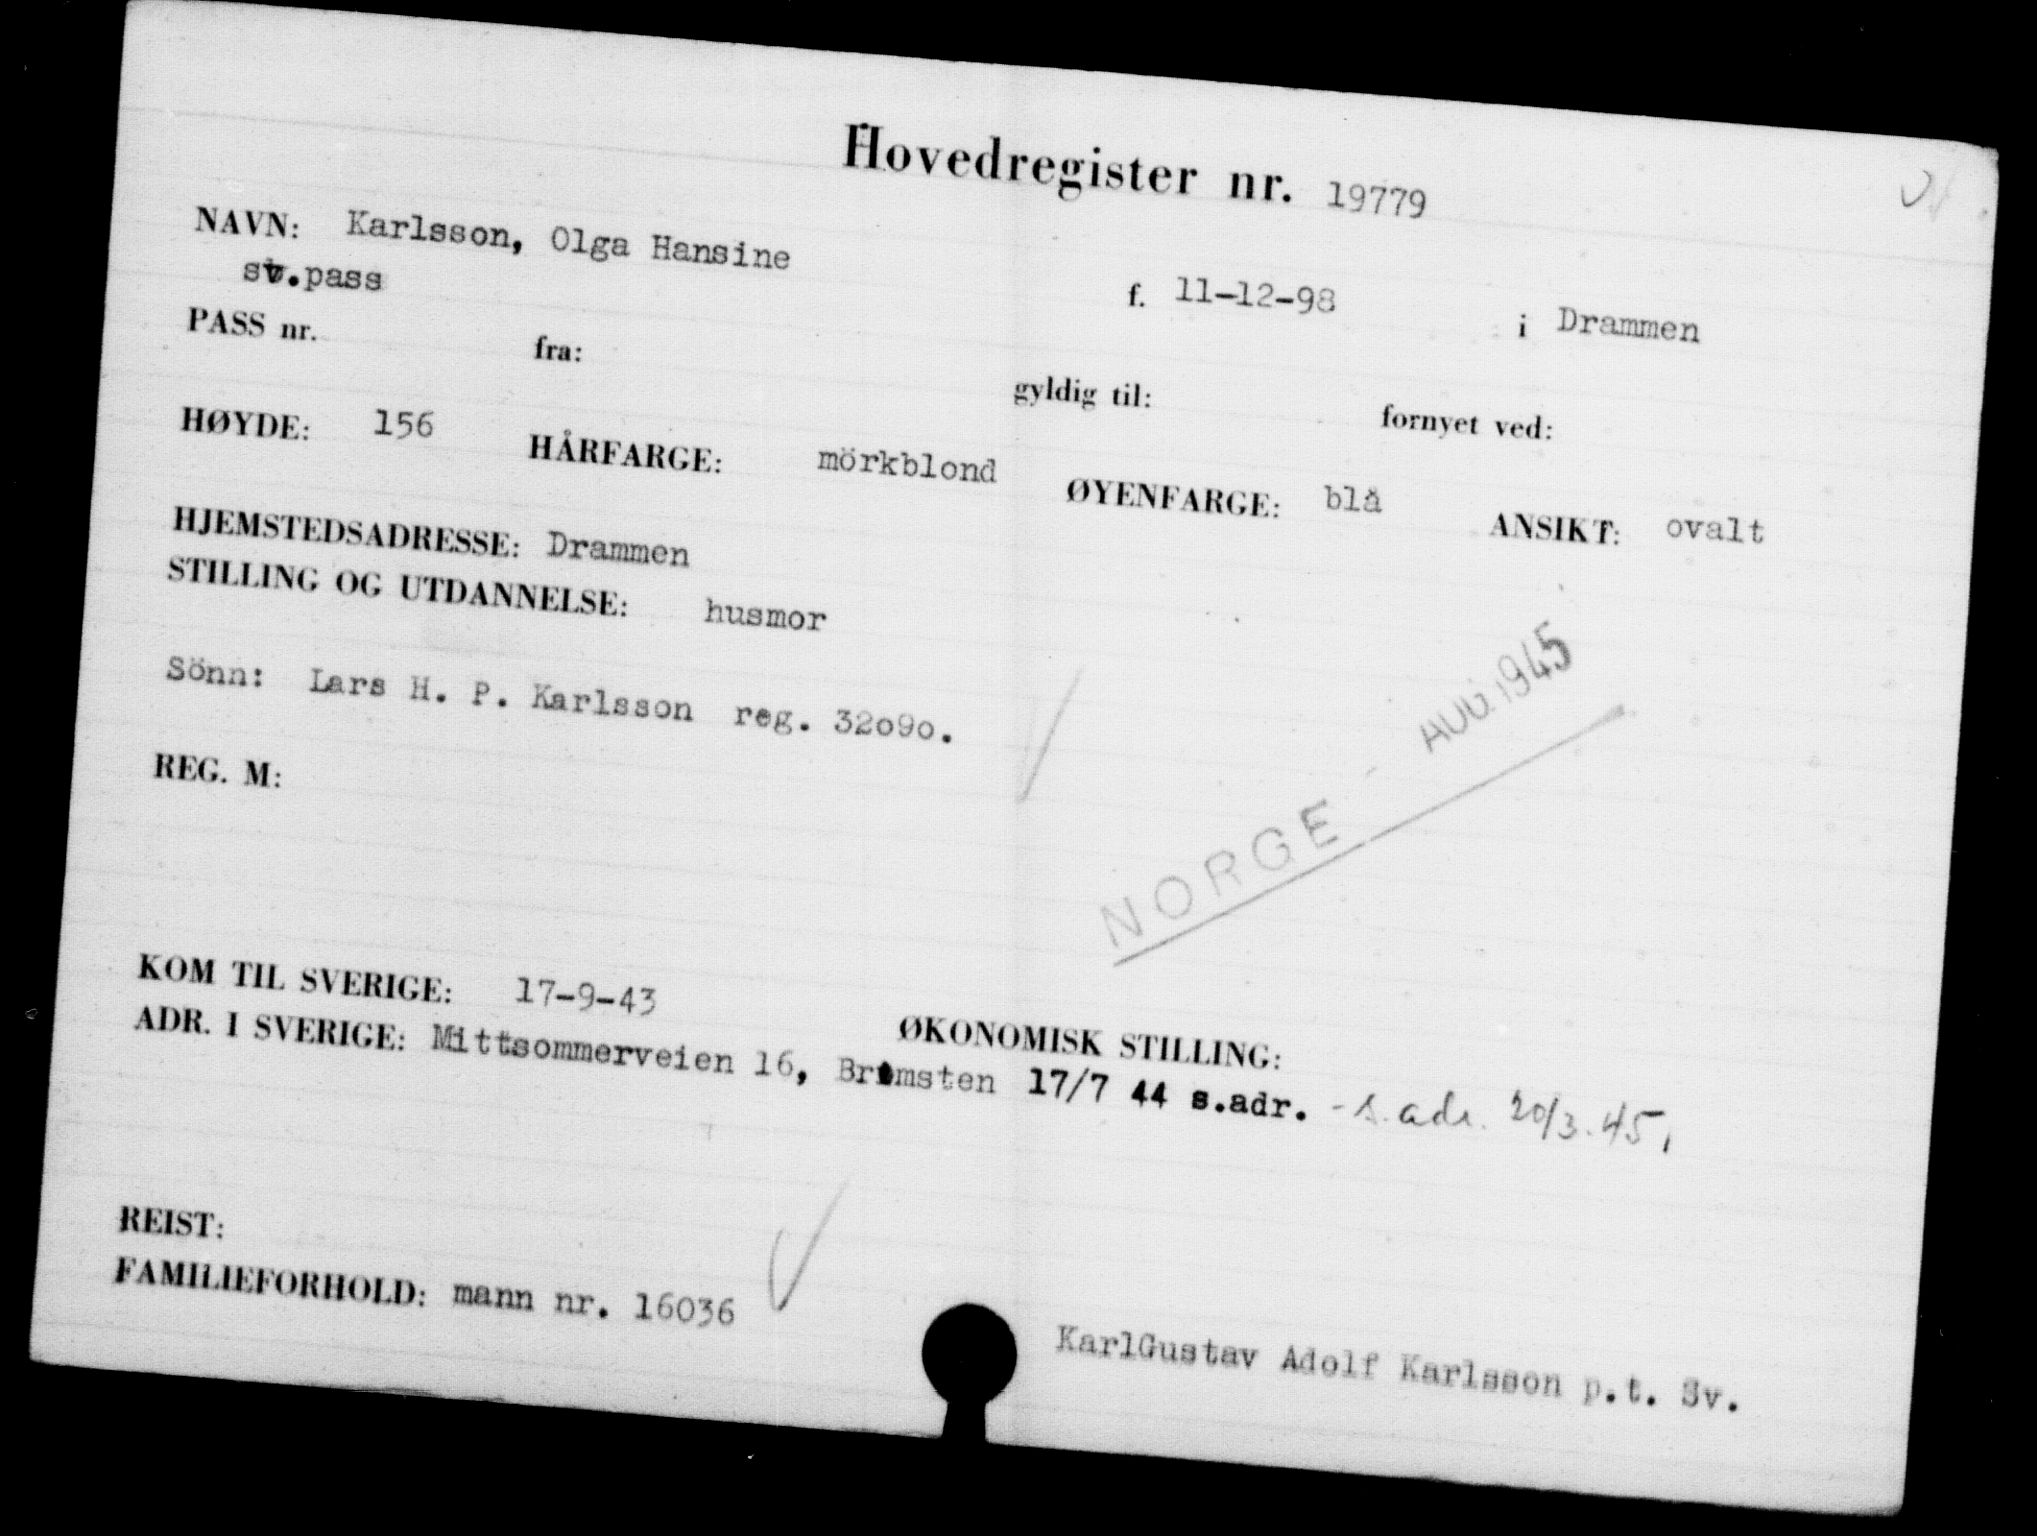 Hovedregister nr. 19779
NAVN: Karlsson, Olga Hansine f. 11-12-98 i Drammen
sv.pass
PASS nr. fra: gyldig til: fornyet ved:
HØYDE: 156 HÅRFARGE: mörkblond ØYENFARGE: blå ANSIKT: ovalt
HJEMSTEDSADRESSE: Drammen
STILLING OG UTDANNELSE: husmor
Sönn: Lars H. P. Karlsson reg. 32o9o.
AUG. 1945
REG. M:
NORGE
KOM TIL SVERIGE: 17-9-43 ØKONOMISK STILLING:
ADR. I SVERIGE: Mittsommerveien 16, Bromsten 17/7 44 s.adr. - s. adr. 20/3. 45,
REIST:
FAMILIEFORHOLD: mann nr. 16036 KarlGustav Adolf Karlsson p.t. Sv.